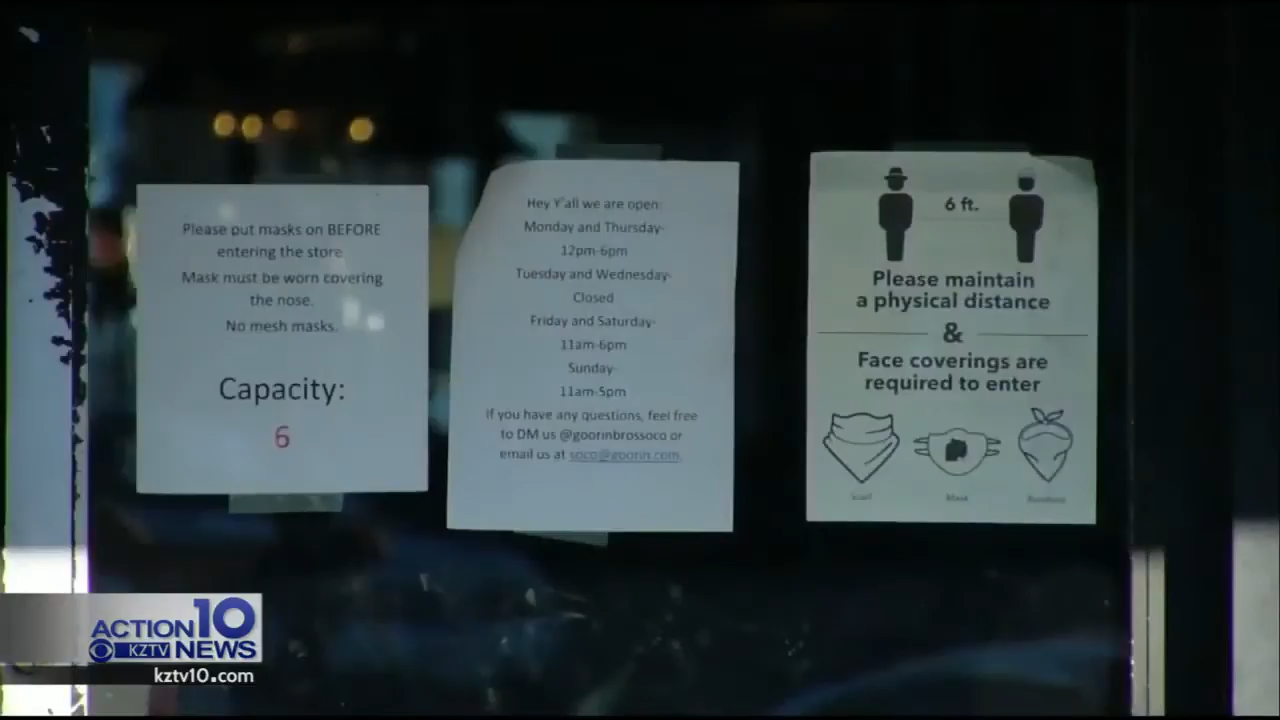 Please put masks on BEFORE
entering the store
Mask must be worn covering
the nose.
No mesh masks.
Capacity:
6
Hey Y'all we are open:
Monday and Thursday-
12pm-6pm
Tuesday and Wednesday-
Closed
Friday and Saturday-
11am-6pm
Sunday-
11am-5pm
If you have any questions, feel free
to DM us @goorinbrossoco or
email us at soco@goorin.com.
6 ft.
Please maintain
a physical distance
&
Face coverings are
required to enter
Scarf Mask Bandana
ACTION 10
KZTV NEWS
kztv10.com